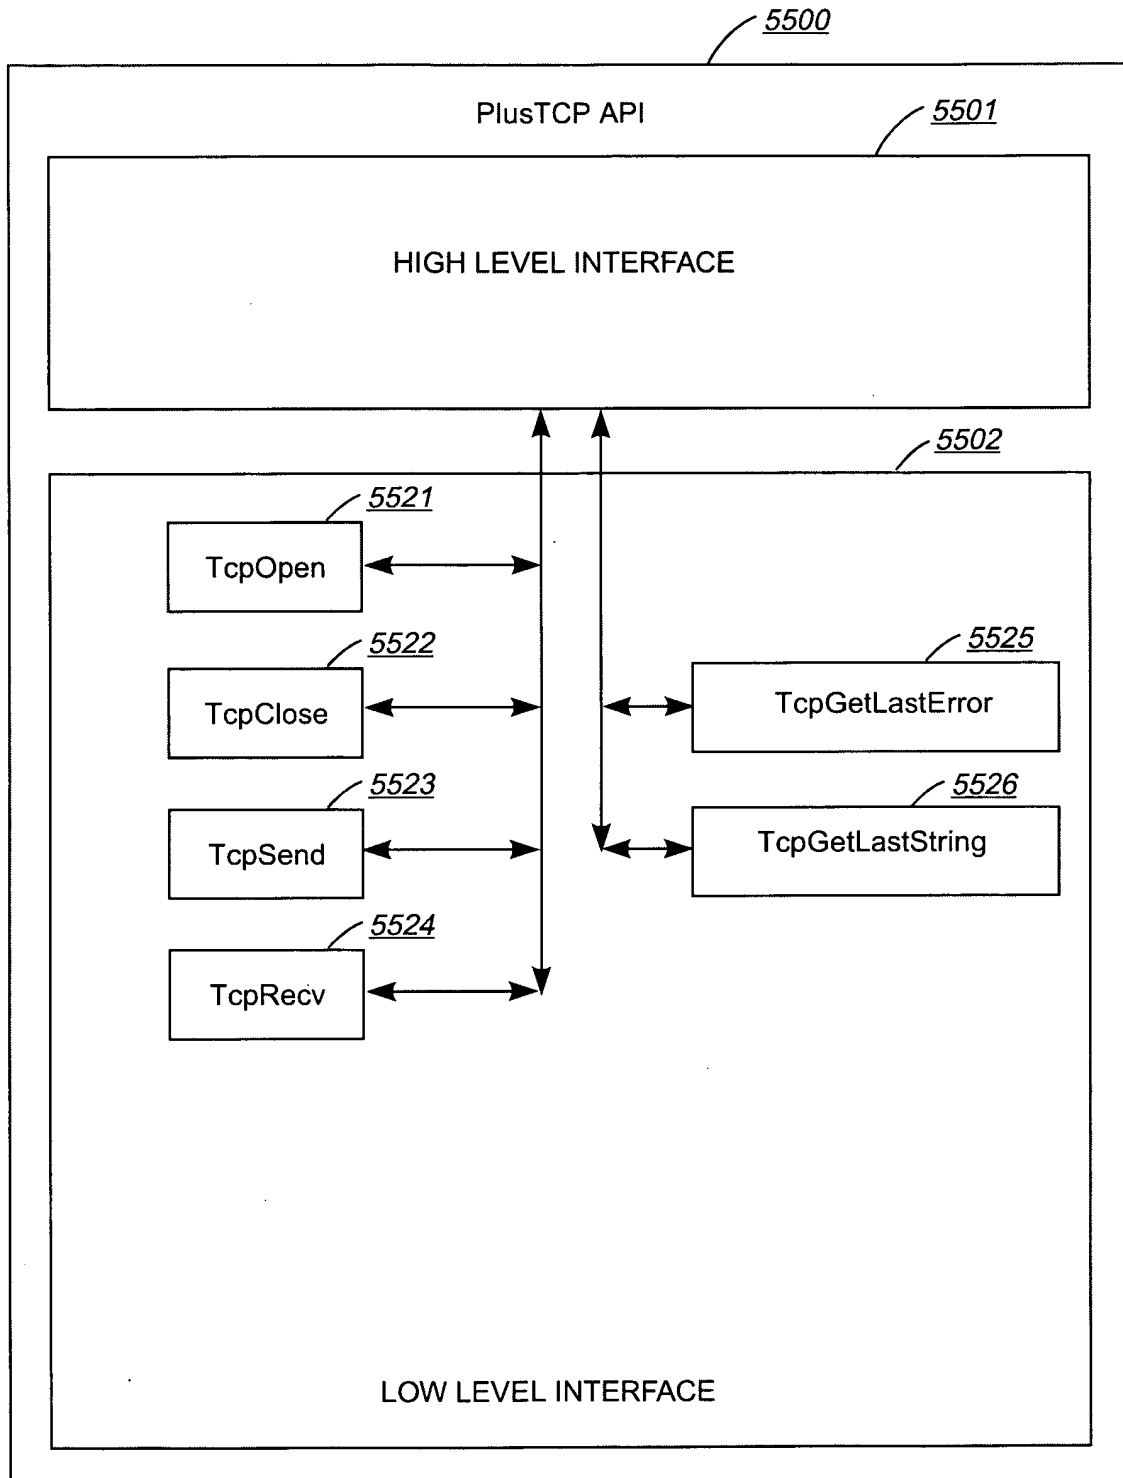 5500
PlusTCP API
5501
HIGH LEVEL INTERFACE
5502
5521
TcpOpen
5522
TcpClose
5523
TcpSend
5524
TcpRecv
5525
TcpGetLastError
5526
TcpGetLastString
LOW LEVEL INTERFACE